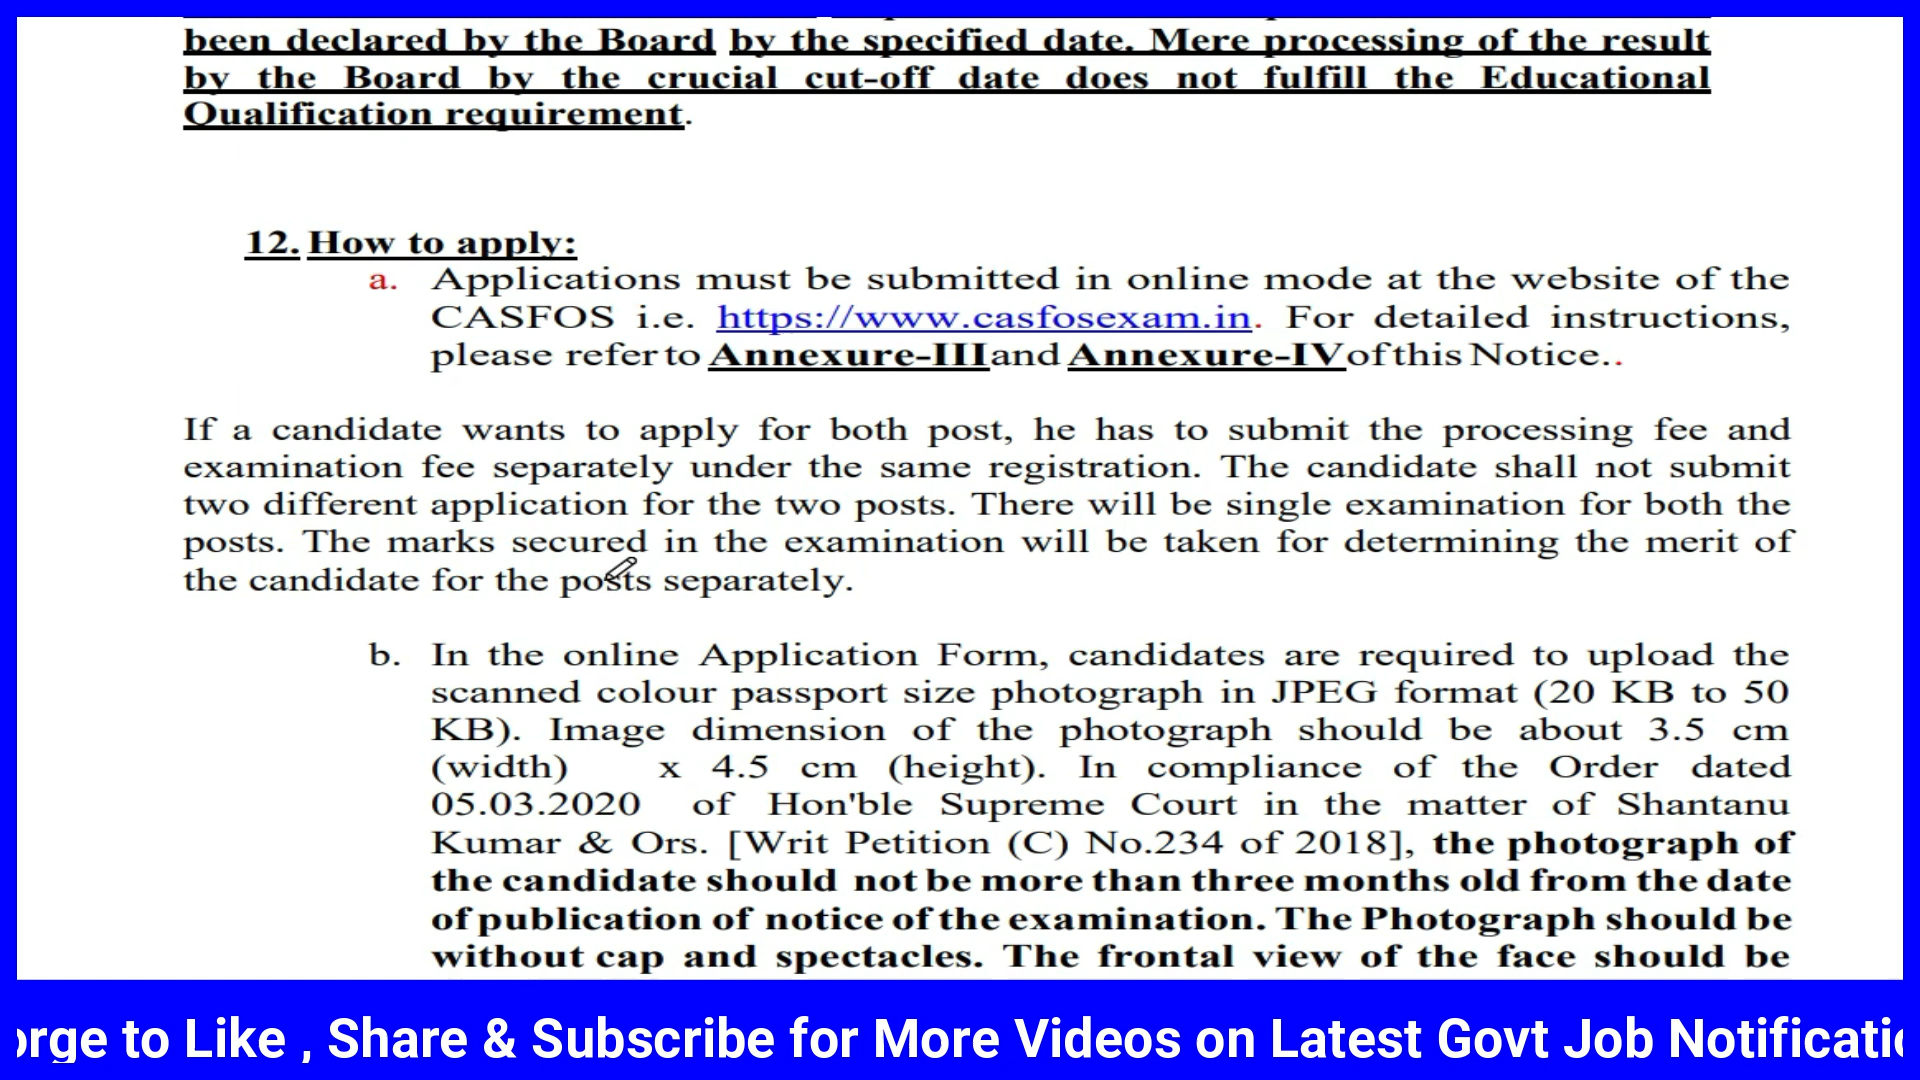 been declared by the Board by the specified date. Mere processing of the result
by the Board by the crucial cut-off date does not fulfill the Educational
Qualification requirement.
12. How to apply:
a. Applications must be submitted in online mode at the website of the
CASFOS i.e. https://www.casfosexam.in. For detailed instructions,
please refer to Annexure-III and Annexure-IV of this Notice..
If a candidate wants to apply for both post, he has to submit the processing fee and
examination fee separately under the same registration. The candidate shall not submit
two different application for the two posts. There will be single examination for both the
posts. The marks secured in the examination will be taken for determining the merit of
the candidate for the posts separately.
b. In the online Application Form, candidates are required to upload the
scanned colour passport size photograph in JPEG format (20 KB to 50
KB). Image dimension of the photograph should be about 3.5 cm
(width) x 4.5 cm (height). In compliance of the Order dated
05.03.2020 of Hon'ble Supreme Court in the matter of Shantanu
Kumar & Ors. [Writ Petition (C) No.234 of 2018], the photograph of
the candidate should not be more than three months old from the date
of publication of notice of the examination. The Photograph should be
without cap and spectacles. The frontal view of the face should be
orge to Like , Share & Subscribe for More Videos on Latest Govt Job Notificatio